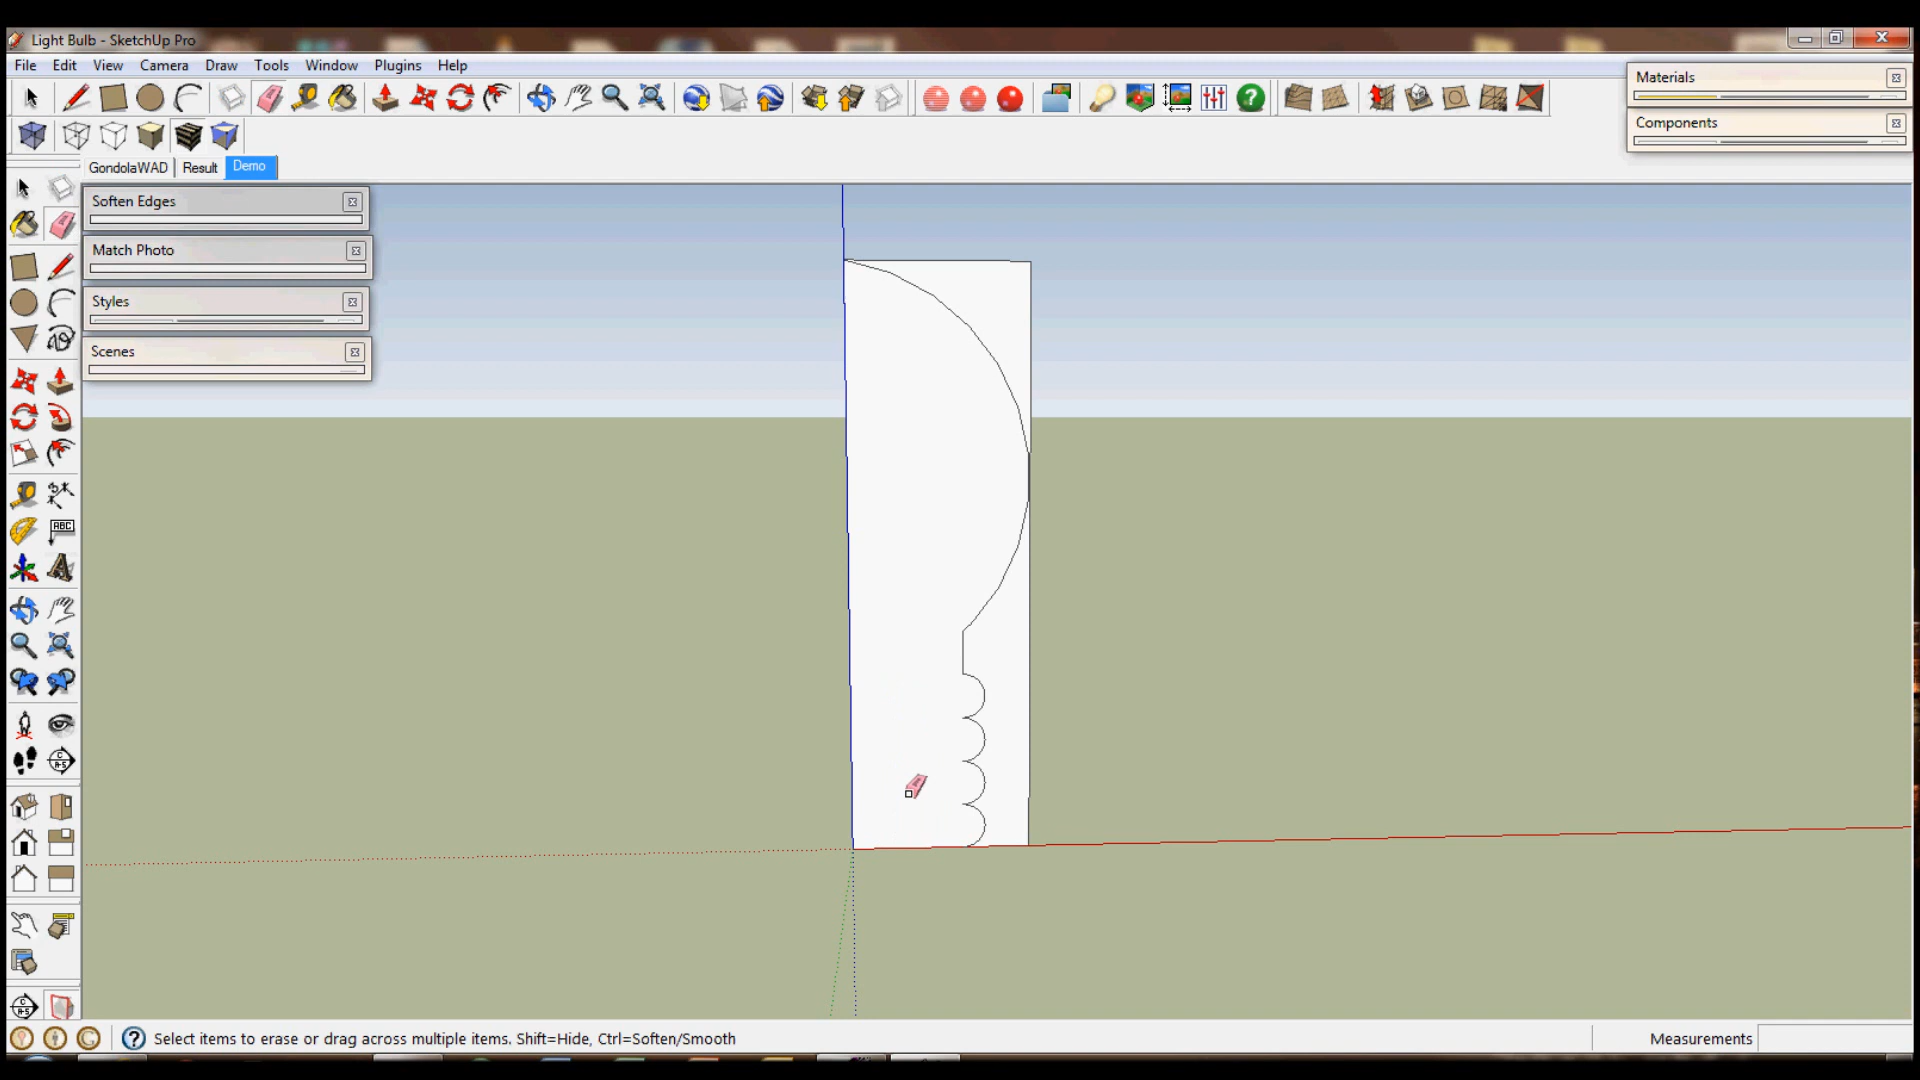 Light Bulb - SketchUp Pro
File Edit View Camera Draw Tools Window Plugins Help
Materials
Components
GondolaWAD Result Demo
Soften Edges
Match Photo
Styles
Scenes
ABC
Select items to erase or drag across multiple items. Shift=Hide, Ctrl=Soften/Smooth
Measurements